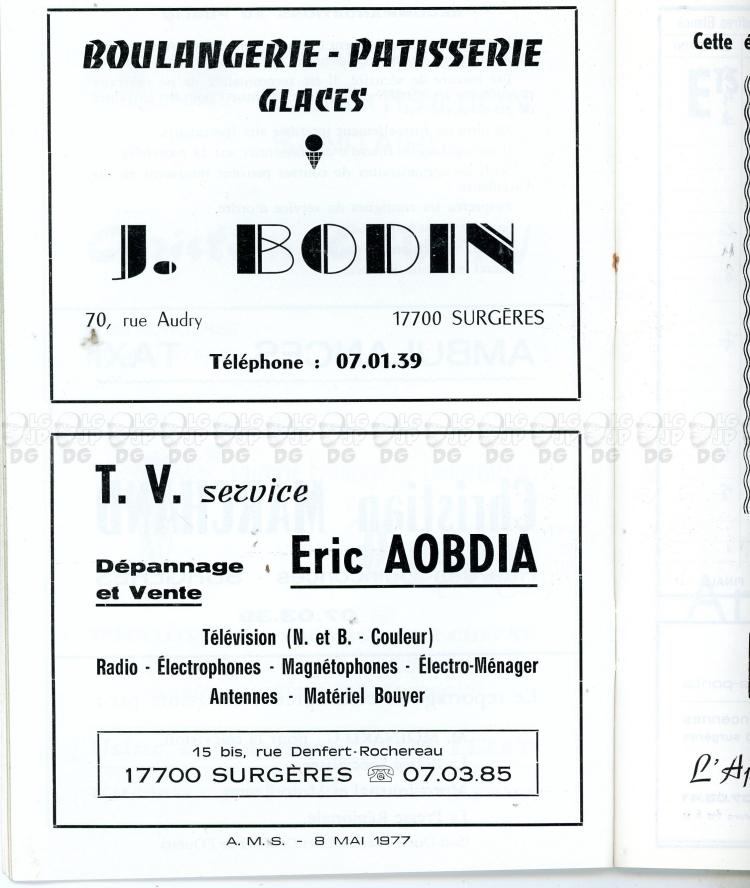 BOULANGERIE - PATISSERIE
GLACES
J. BODIN
70, rue Audry 17700 SURGÈRES
Téléphone : 07.01.39
T. V. service
Eric AOBDIA
Dépannage
et Vente
Télévision (N. et B. - Couleur)
Radio - Électrophones - Magnétophones - Électro-Ménager
Antennes - Matériel Bouyer
15 bis, rue Denfert-Rochereau
17700 SURGÈRES ☏ 07.03.85
A. M. S. - 8 MAI 1977
Cette